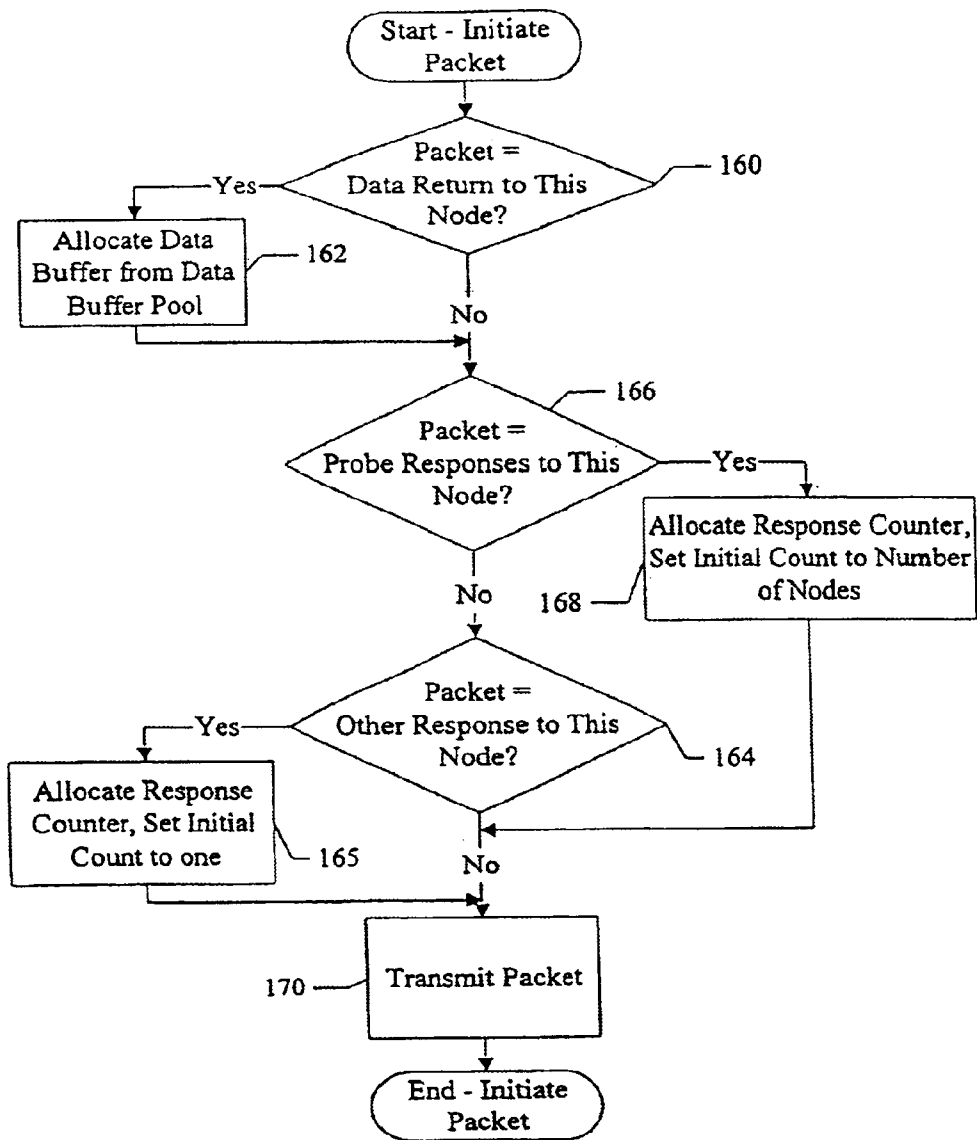 Start - Initiate
Packet
Packet =
Data Return to This
Node?
160
Yes
Allocate Data
Buffer from Data
Buffer Pool
162
No
166
Packet =
Probe Responses to This
Node?
Yes
Allocate Response Counter,
Set Initial Count to Number
of Nodes
168
No
Packet =
Other Response to This
Node?
164
Yes
Allocate Response
Counter, Set Initial
Count to one
165
No
Transmit Packet
170
End - Initiate
Packet